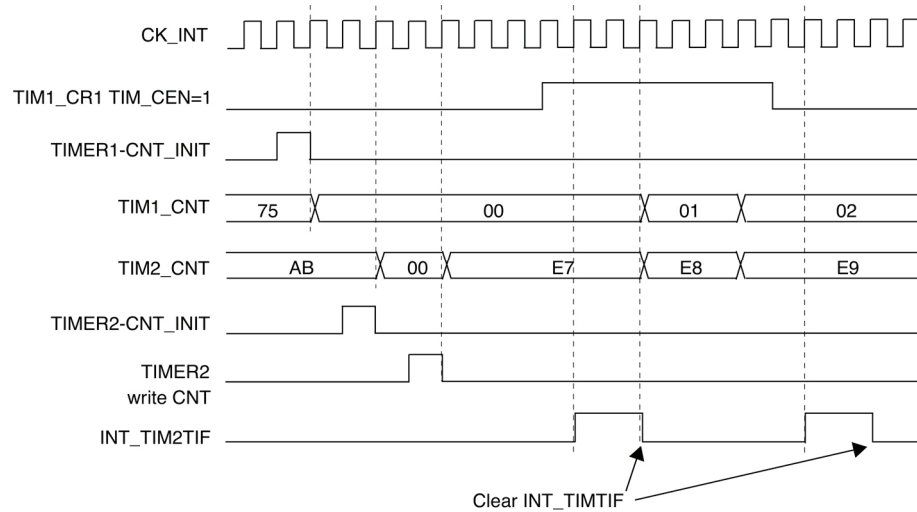 CK_INT
TIM1_CR1 TIM_CEN=1
TIMER1-CNT_INIT
TIM1_CNT
75
00
01
02
TIM2_CNT
AB
00
E7
E8
E9
TIMER2-CNT_INIT
TIMER2
write CNT
INT_TIM2TIF
Clear INT_TIMTIF